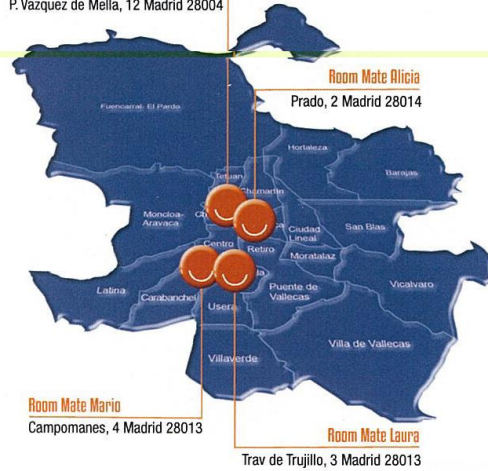 P. Vazquez de Mella, 12 Madrid 28004
Room Mate Alicia
Prado, 2 Madrid 28014
Fuencarral- El Pardo
Hortaleza
Barajas
Tetuan
Chamartin
Moncloa-
Aravaca
Ciudad
Lineal
San Blas
Centro
Retiro
Moratalaz
Latina
Carabanchel
Usera
Puente de
Vallecas
Vicalvaro
Villaverde
Villa de Vallecas
Room Mate Mario
Campomanes, 4 Madrid 28013
Room Mate Laura
Trav de Trujillo, 3 Madrid 28013